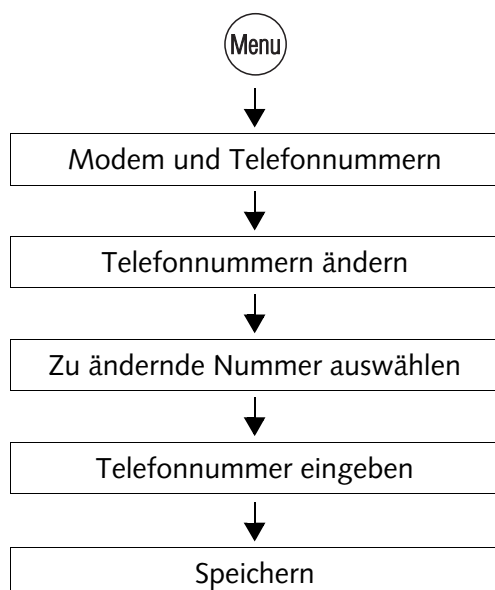 Menu
Modem und Telefonnummern
Telefonnummern ändern
Zu ändernde Nummer auswählen
Telefonnummer eingeben
Speichern